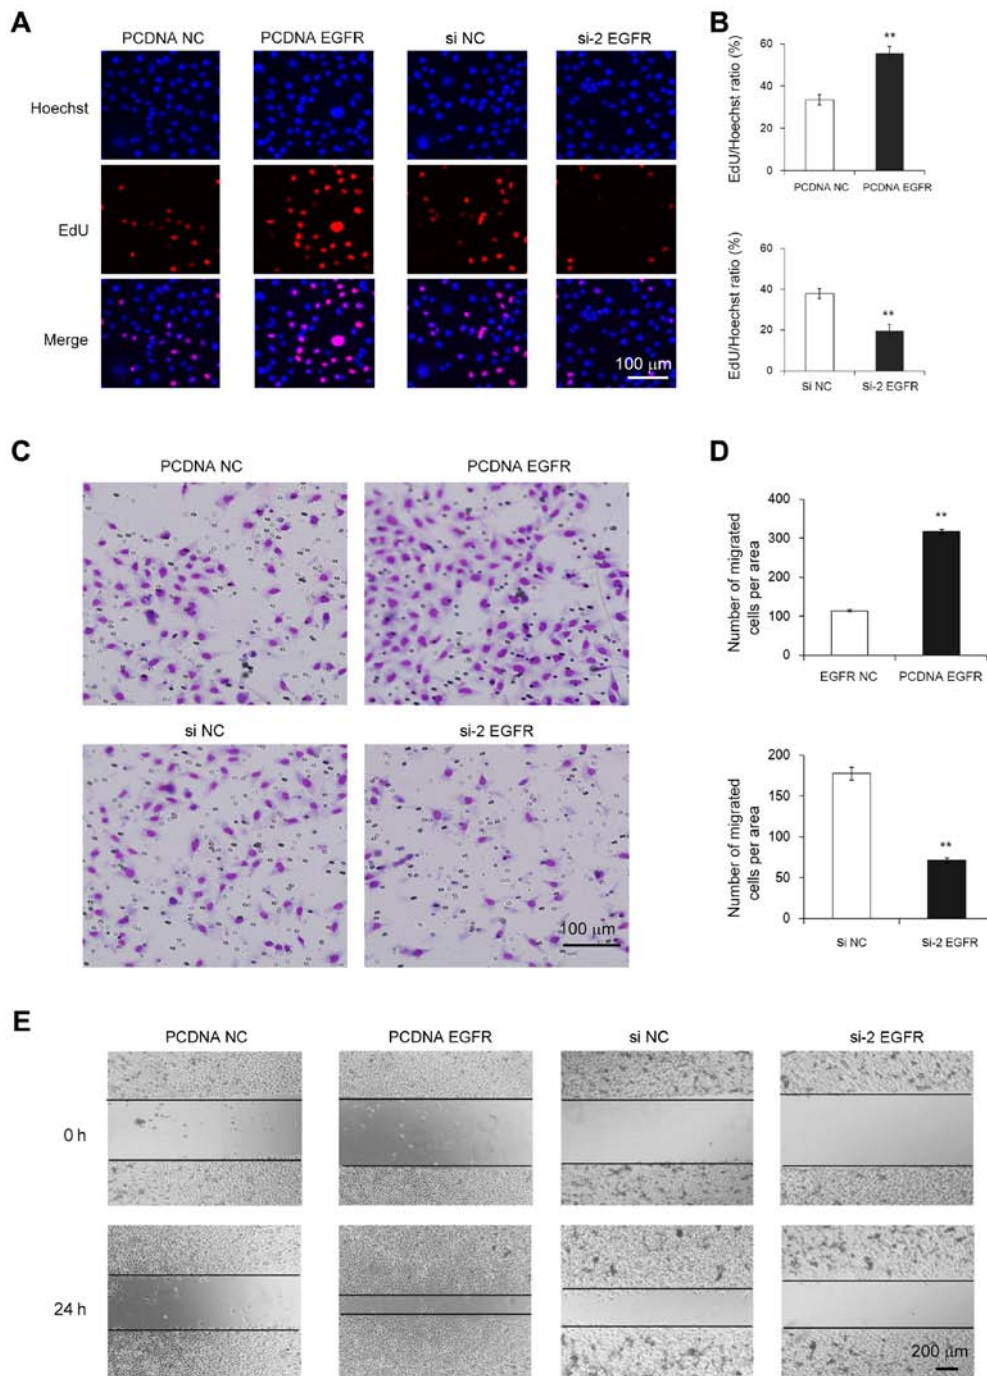 A
PCDNA NC PCDNA EGFR si NC si-2 EGFR
Hoechst
EdU
Merge
100 μm
B
EdU/Hoechst ratio (%)
60
40
20
0
PCDNA NC PCDNA EGFR
**
EdU/Hoechst ratio (%)
60
40
20
0
si NC si-2 EGFR
**
C
PCDNA NC PCDNA EGFR
si NC si-2 EGFR
100 μm
D
Number of migrated
cells per area
400
300
200
100
0
EGFR NC PCDNA EGFR
**
Number of migrated
cells per area
200
150
100
50
0
si NC si-2 EGFR
**
E
PCDNA NC PCDNA EGFR si NC si-2 EGFR
0 h
24 h
200 μm